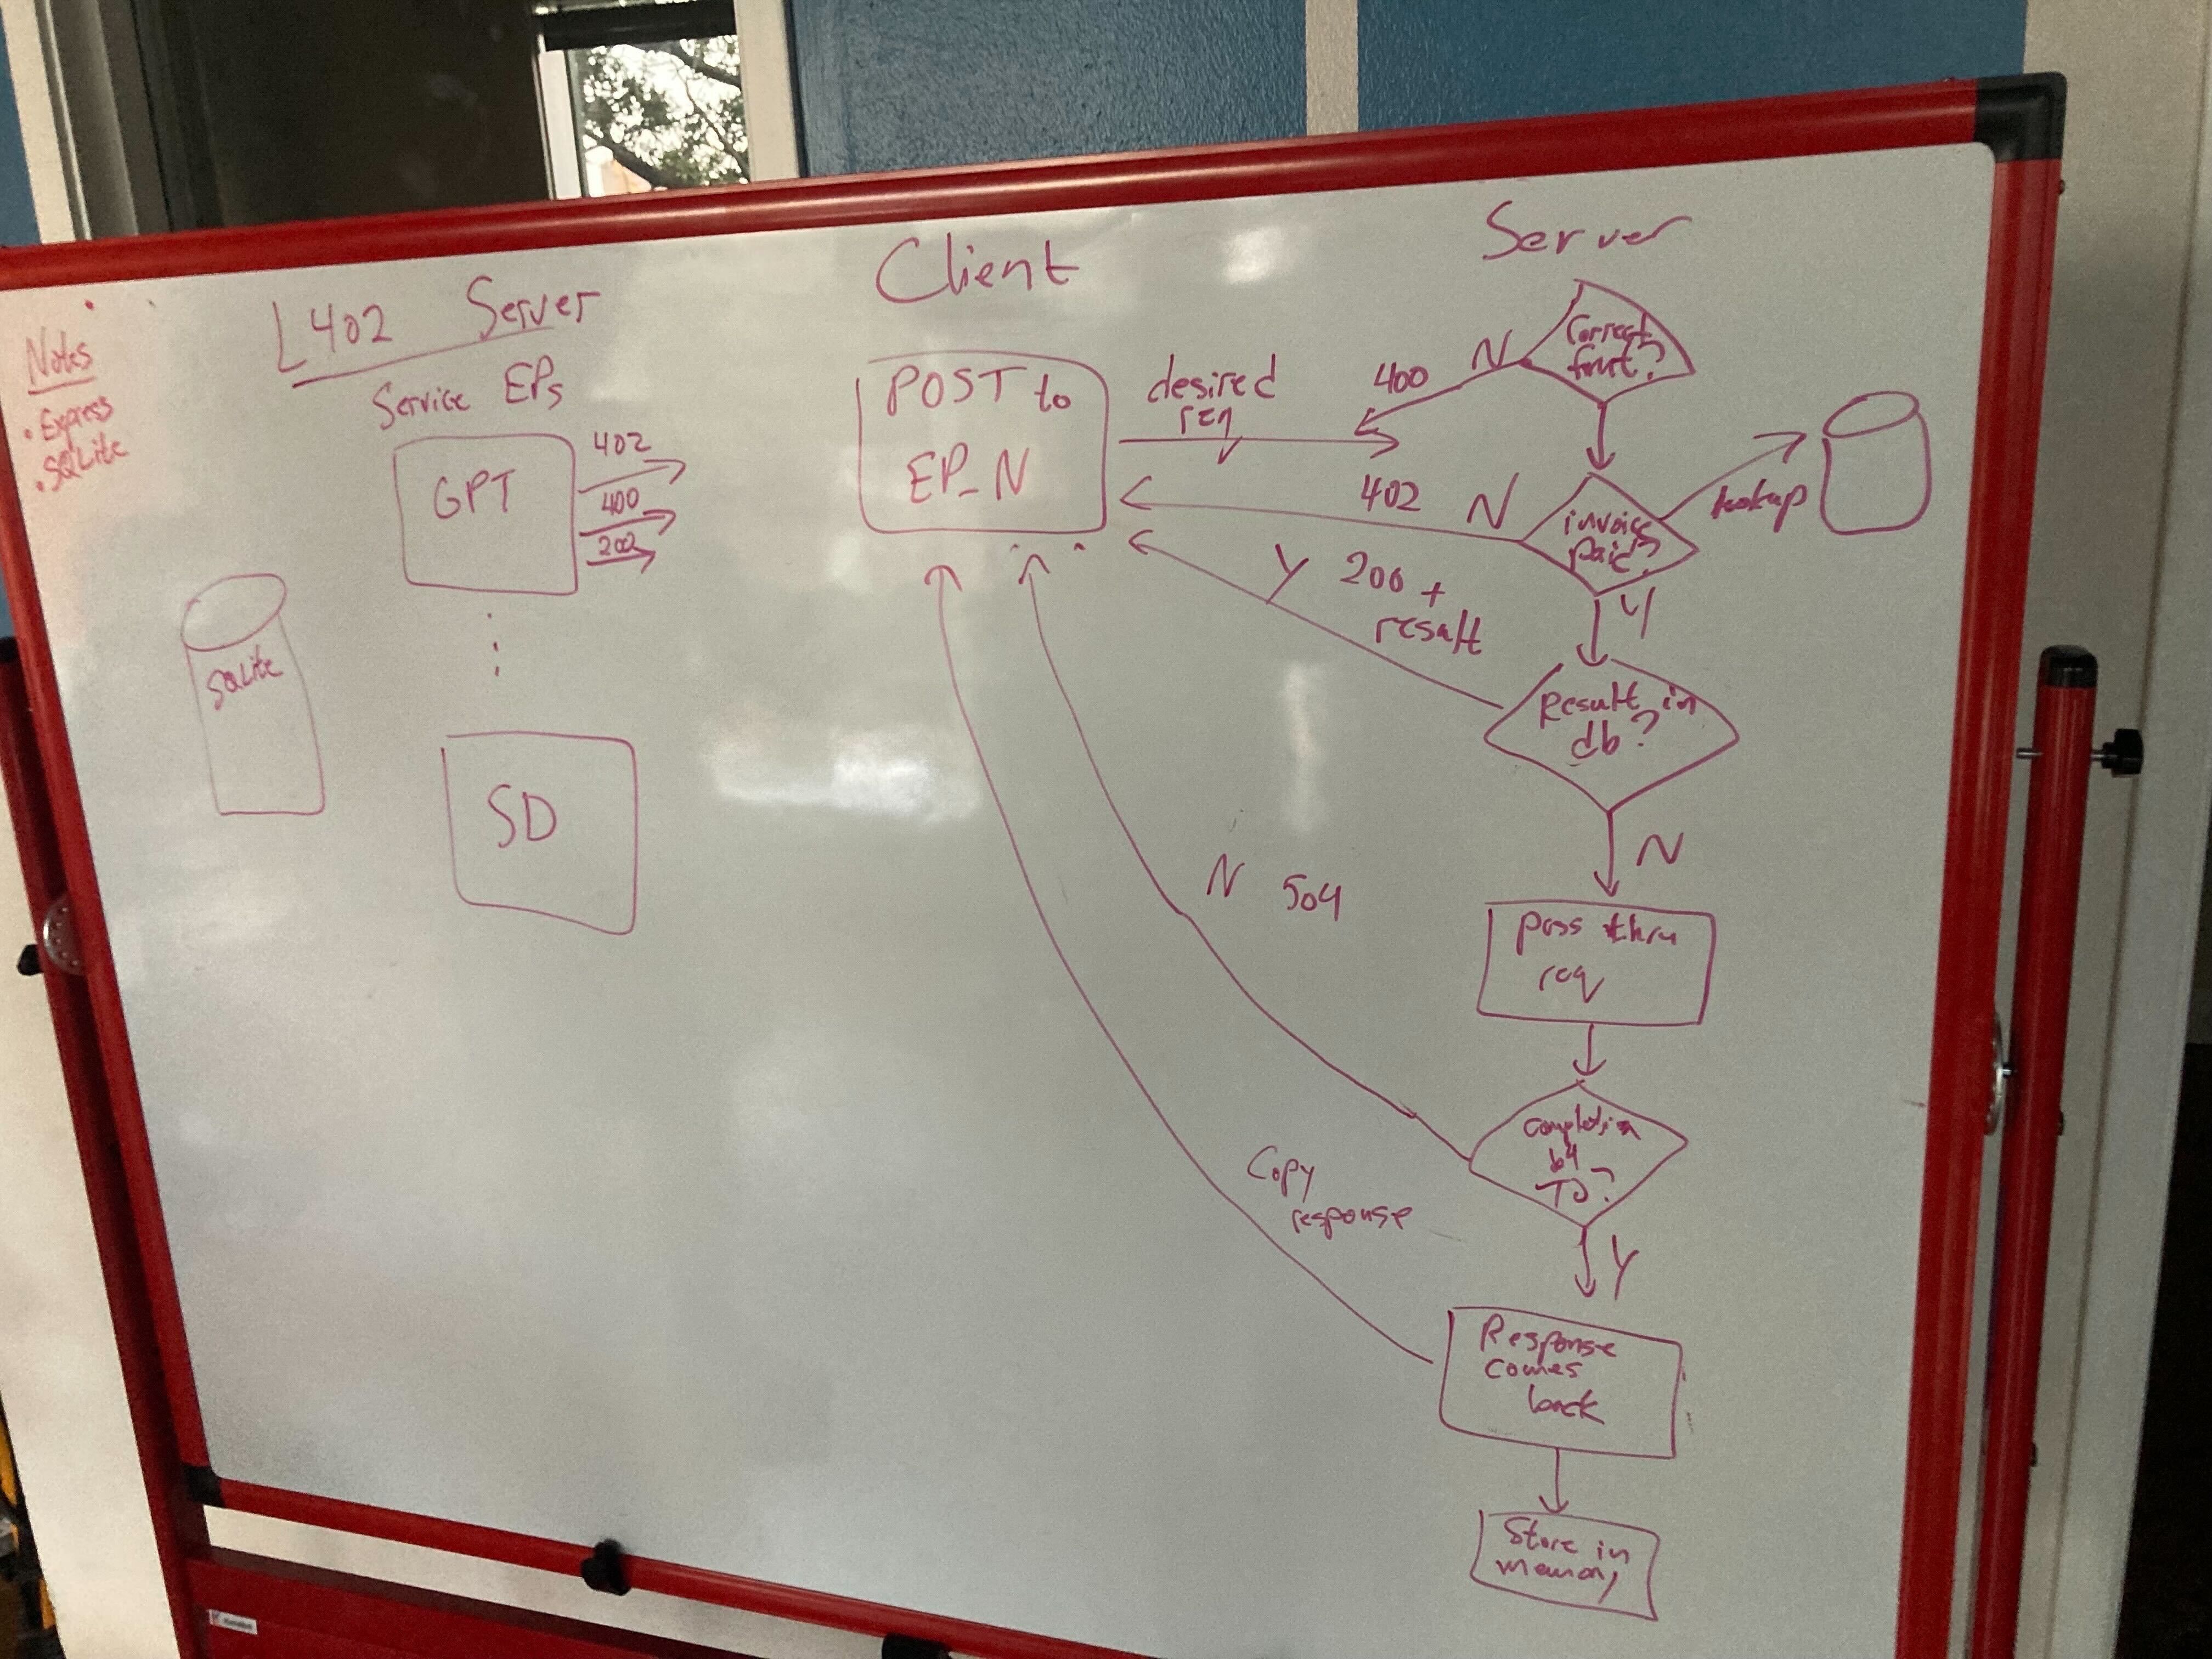 Notes
• Express
• SQLite
L402 Server
Service EPs
GPT
402
400
200
SQLite
SD
Client
POST to
EP_N
desired
req
Server
Correct
fmt?
N
400
invoice
paid?
N
402
lookup
Y
Result in
db?
Y 200 +
result
N
pass thru
req
completion
b4
TO?
N 504
Y
Response
comes
back
Copy
response
Store in
memory